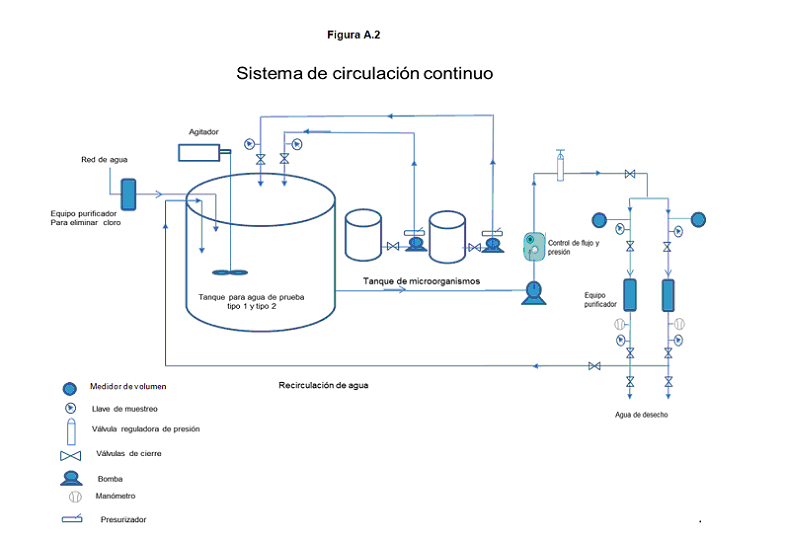 Figura A.2
Sistema de circulación continuo
Agitador
Red de agua
Equipo purificador
Para eliminar cloro
Control de flujo y
presión
Tanque de microorganismos
Tanque para agua de prueba
tipo 1 y tipo 2
Equipo
purificador
Recirculación de agua
Agua de desecho
Medidor de volumen
Llave de muestreo
Válvula reguladora de presión
Válvulas de cierre
Bomba
Manómetro
Presurizador